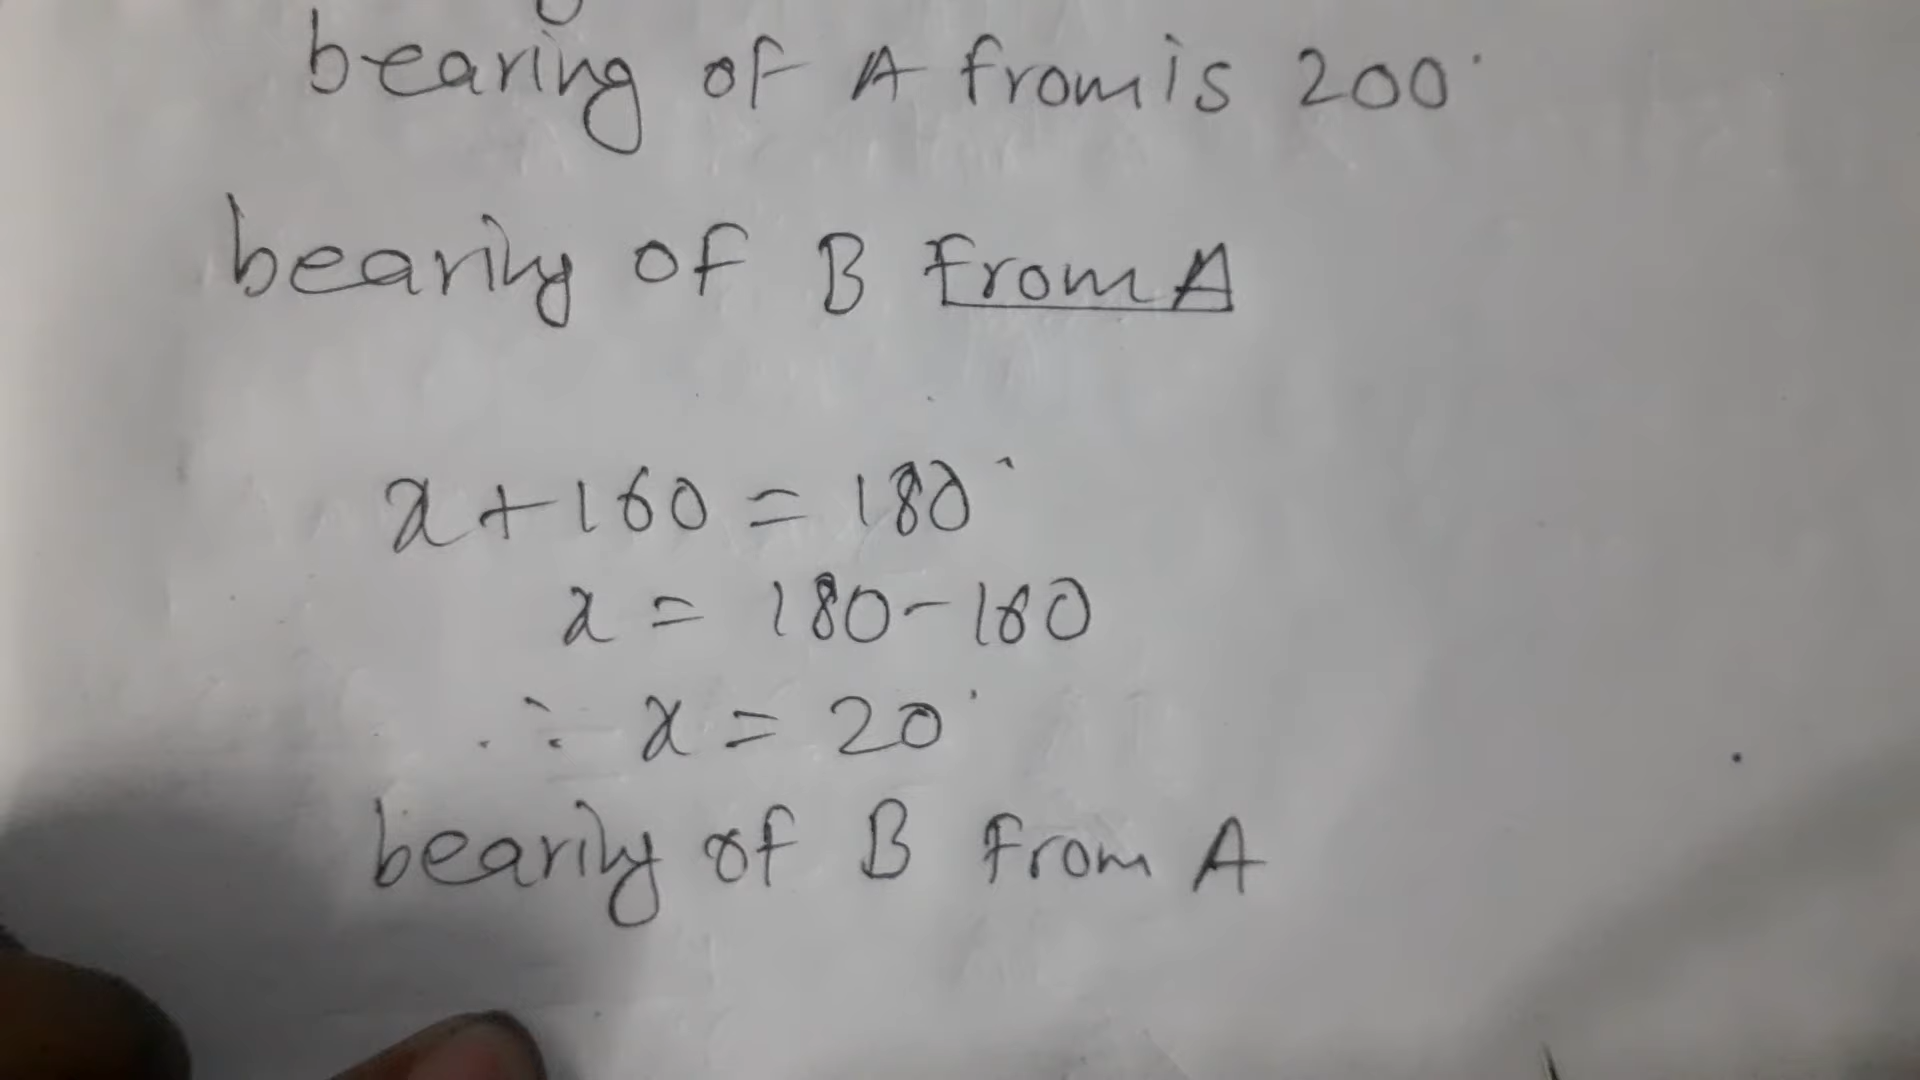 bearing of A from is 200°
bearing of B from A
x + 160 = 180°
x = 180 - 160
∴ x = 20°
bearing of B from A